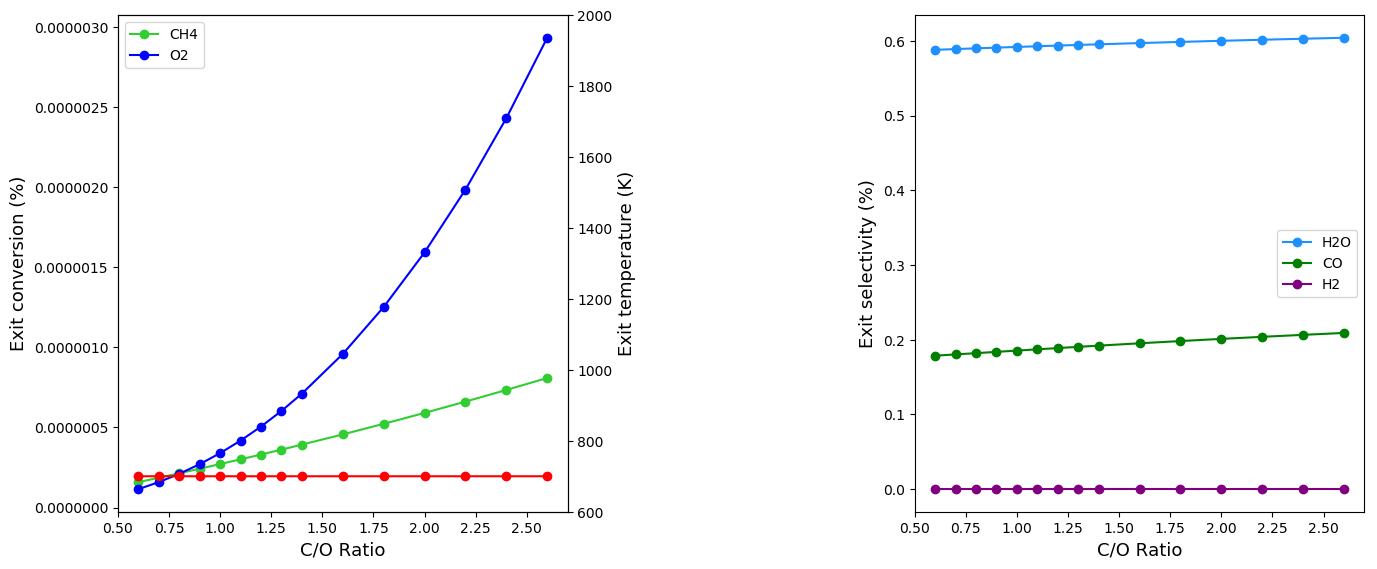 CH4
O2
0.0000030
0.0000025
0.0000020
0.0000015
0.0000010
0.0000005
0.0000000
Exit conversion (%)
0.50 0.75 1.00 1.25 1.50 1.75 2.00 2.25 2.50
C/O Ratio
2000
1800
1600
1400
1200
1000
800
600
Exit temperature (K)
0.6
0.5
0.4
0.3
0.2
0.1
0.0
Exit selectivity (%)
H2O
CO
H2
0.50 0.75 1.00 1.25 1.50 1.75 2.00 2.25 2.50
C/O Ratio